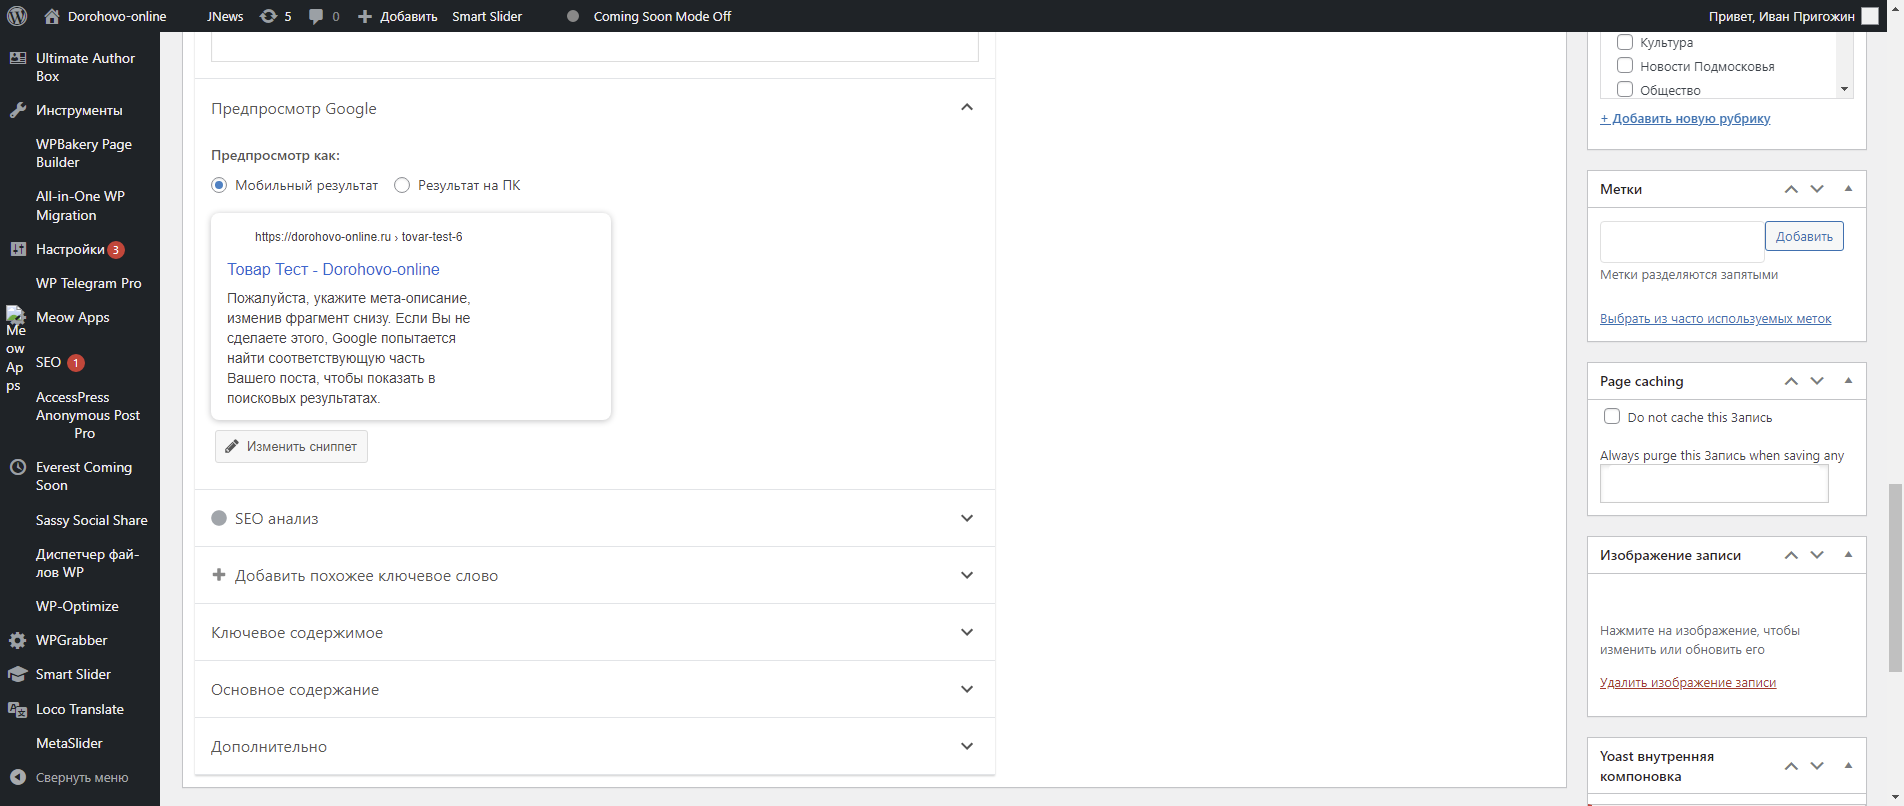 Dorohovo-online
JNews
5
0
Добавить
Smart Slider
Coming Soon Mode Off
Привет, Иван Пригожин
Ultimate Author
Box
Инструменты
WPBakery Page
Builder
All-in-One WP
Migration
Настройки 3
WP Telegram Pro
Meow Apps
Me
ow
Ap
ps
SEO 1
AccessPress
Anonymous Post
Pro
Everest Coming
Soon
Sassy Social Share
Диспетчер фай-
лов WP
WP-Optimize
WPGrabber
Smart Slider
Loco Translate
MetaSlider
Свернуть меню
Предпросмотр Google
Предпросмотр как:
Мобильный результат
Результат на ПК
https://dorohovo-online.ru › tovar-test-6
Товар Тест - Dorohovo-online
Пожалуйста, укажите мета-описание,
изменив фрагмент снизу. Если Вы не
сделаете этого, Google попытается
найти соответствующую часть
Вашего поста, чтобы показать в
поисковых результатах.
Изменить сниппет
SEO анализ
Добавить похожее ключевое слово
Ключевое содержимое
Основное содержание
Дополнительно
Культура
Новости Подмосковья
Общество
+ Добавить новую рубрику
Метки
Добавить
Метки разделяются запятыми
Выбрать из часто используемых меток
Page caching
Do not cache this Запись
Always purge this Запись when saving any
Изображение записи
Нажмите на изображение, чтобы
изменить или обновить его
Удалить изображение записи
Yoast внутренняя
компоновка